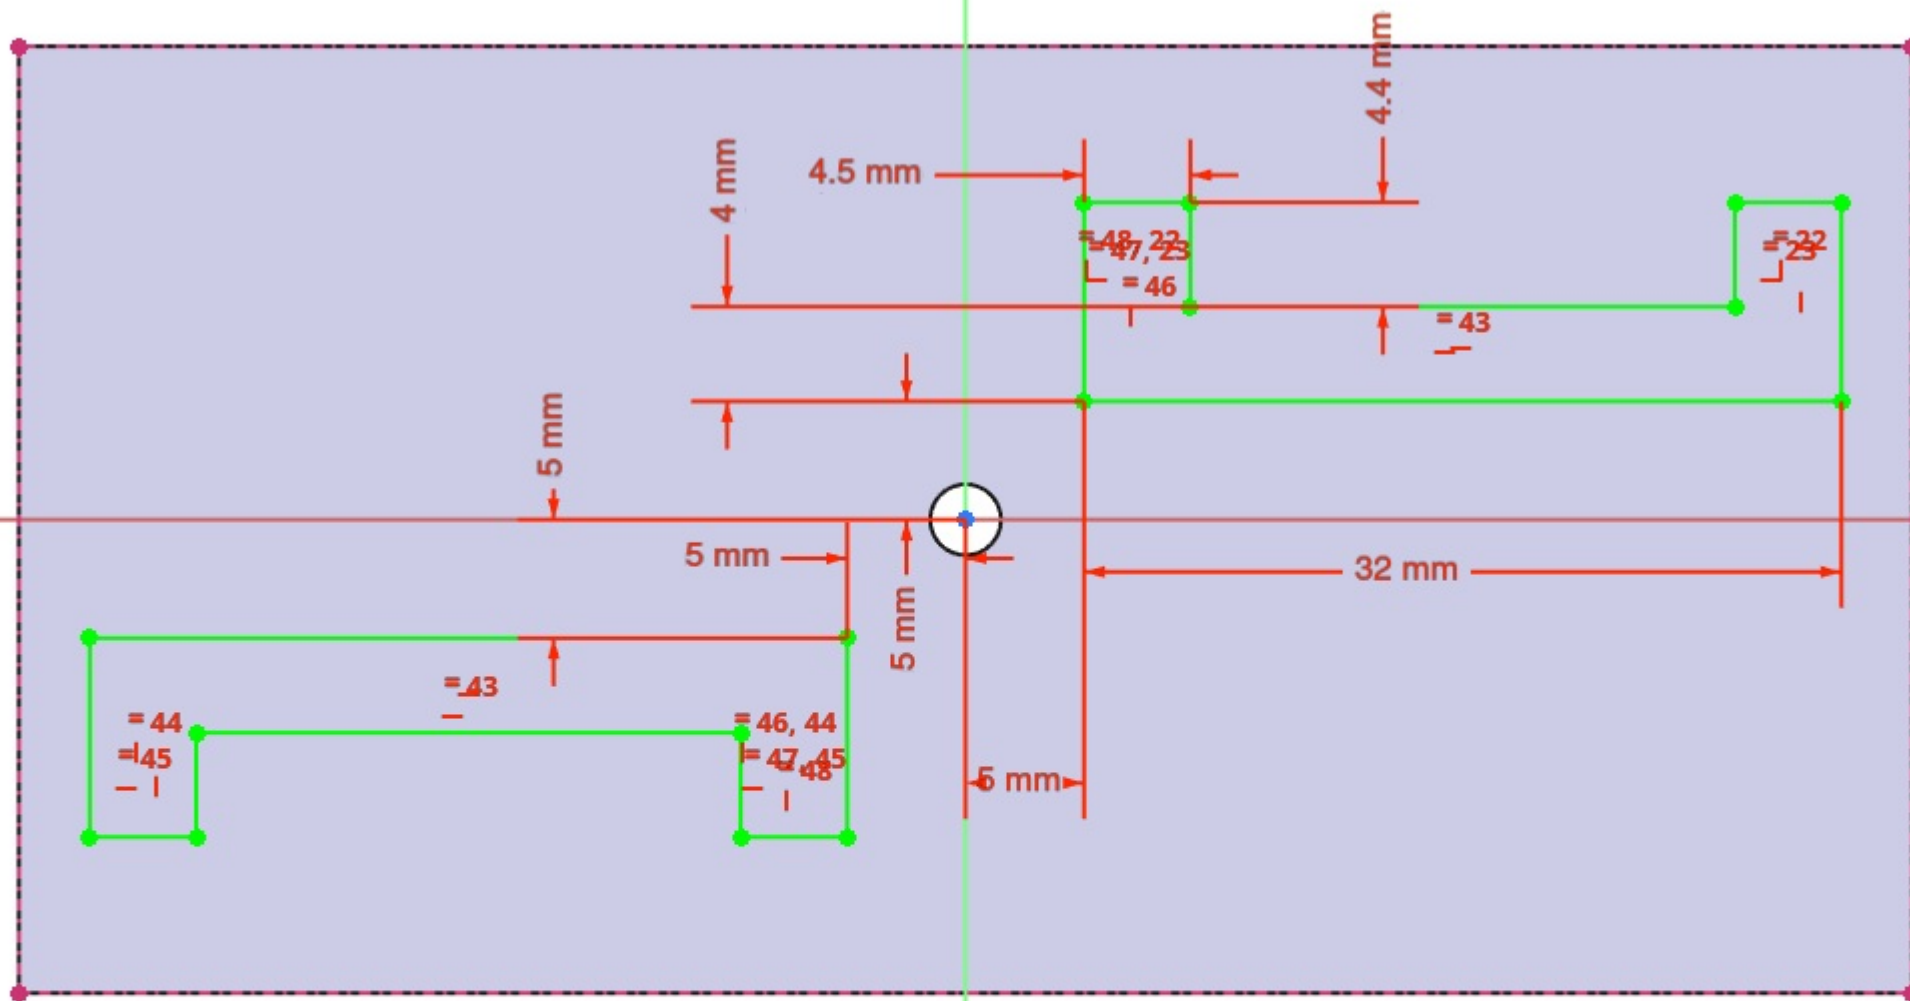 4.4 mm
4 mm
4.5 mm
= 48, 22
= 47, 23
= 46
= 22
= 23
= 43
5 mm
5 mm
32 mm
5 mm
= 43
= 44
= 45
= 46, 44
= 47, 45
= 48
5 mm